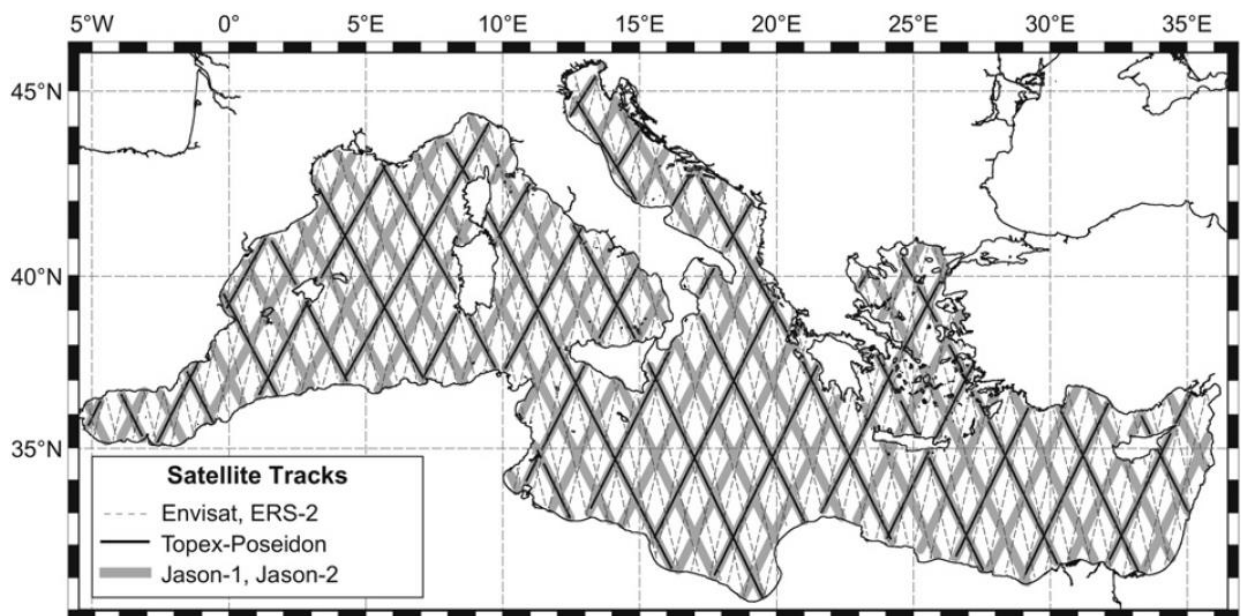 5°W 0° 5°E 10°E 15°E 20°E 25°E 30°E 35°E
45°N
40°N
35°N
Satellite Tracks
Envisat, ERS-2
Topex-Poseidon
Jason-1, Jason-2